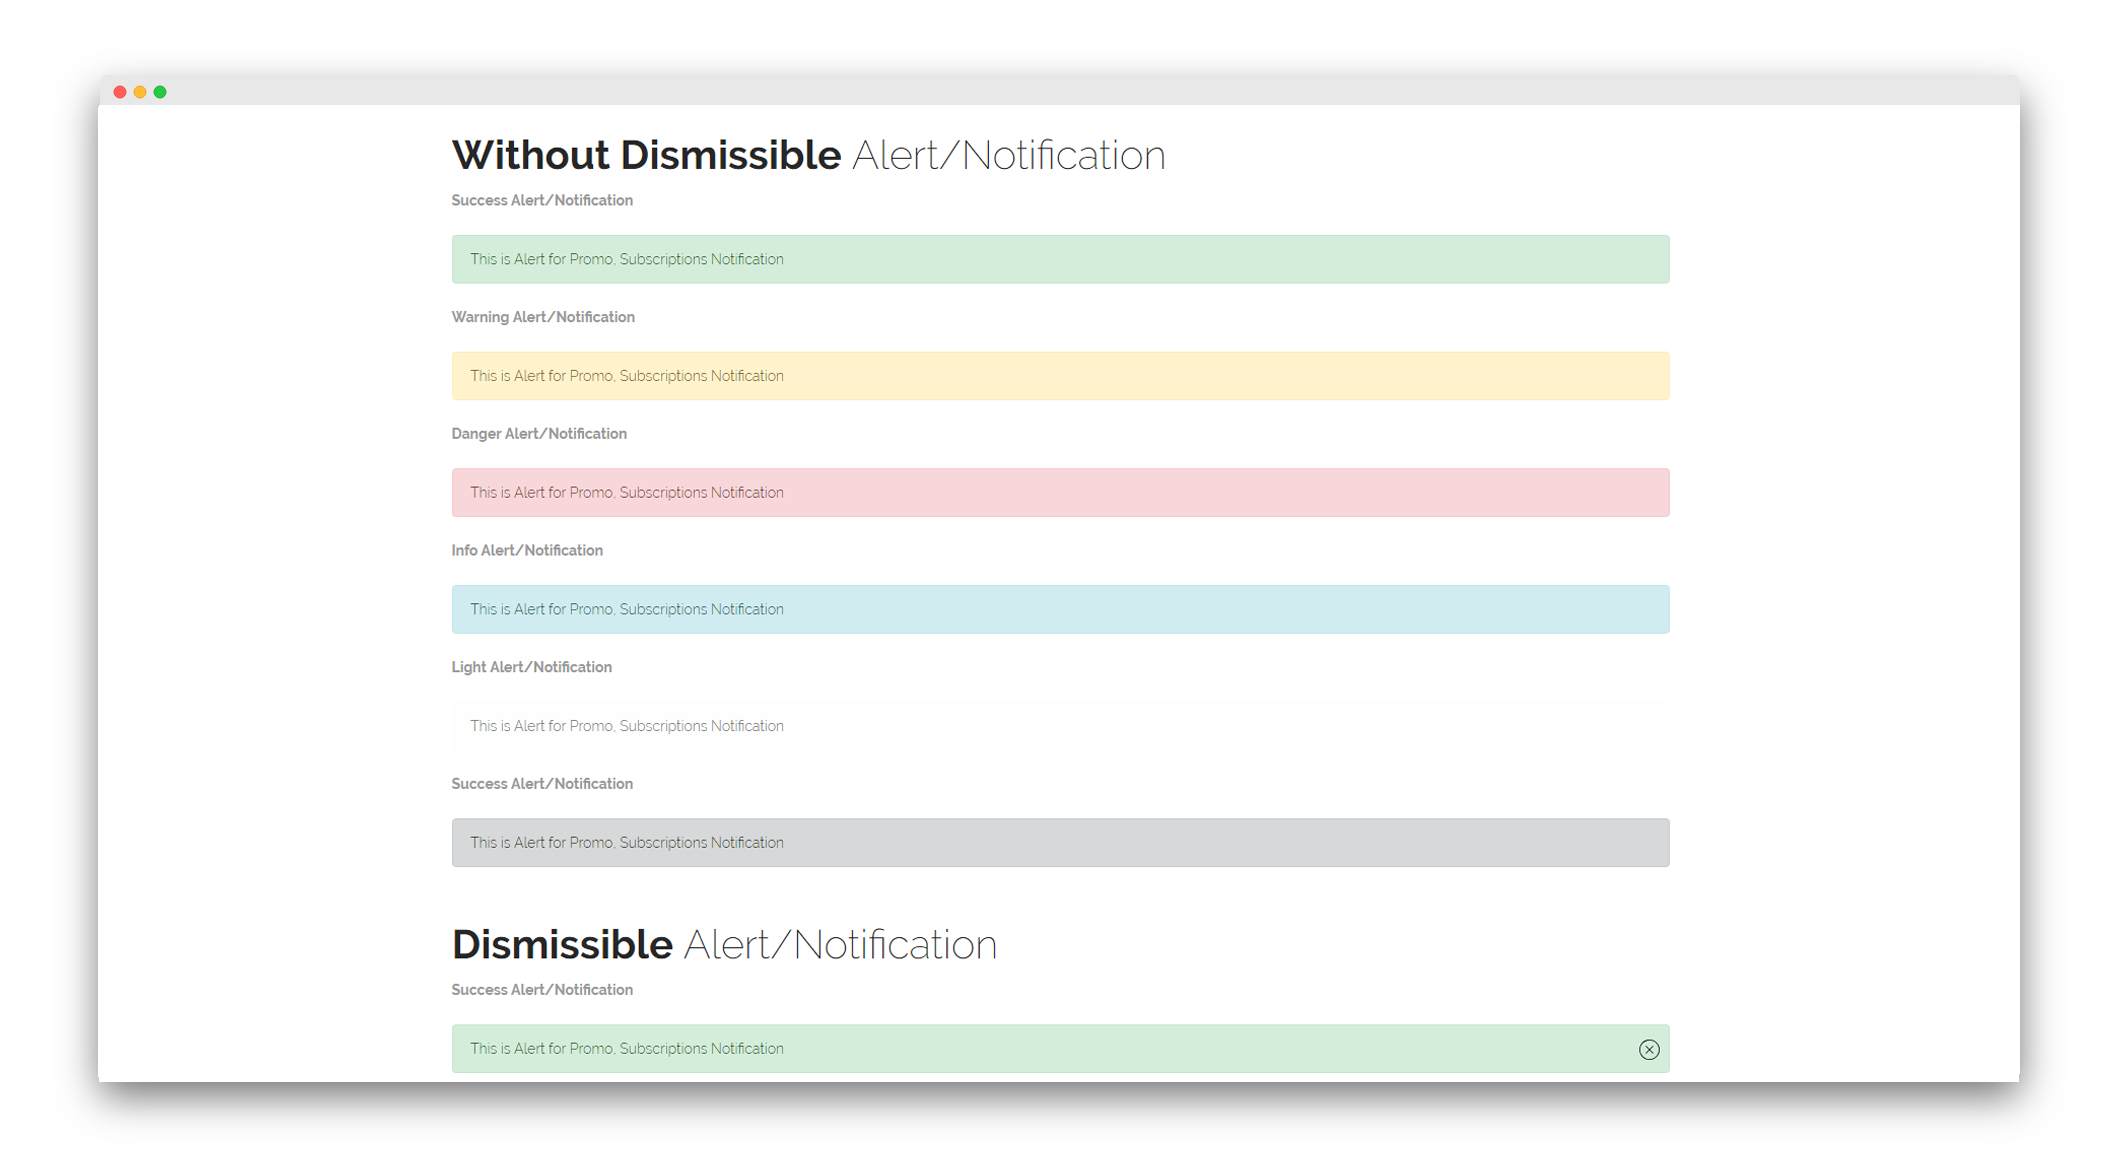 Without Dismissible Alert/Notification
Success Alert/Notification
This is Alert for Promo, Subscriptions Notification
Warning Alert/Notification
This is Alert for Promo, Subscriptions Notification
Danger Alert/Notification
This is Alert for Promo, Subscriptions Notification
Info Alert/Notification
This is Alert for Promo, Subscriptions Notification
Light Alert/Notification
This is Alert for Promo, Subscriptions Notification
Success Alert/Notification
This is Alert for Promo, Subscriptions Notification
Dismissible Alert/Notification
Success Alert/Notification
This is Alert for Promo, Subscriptions Notification